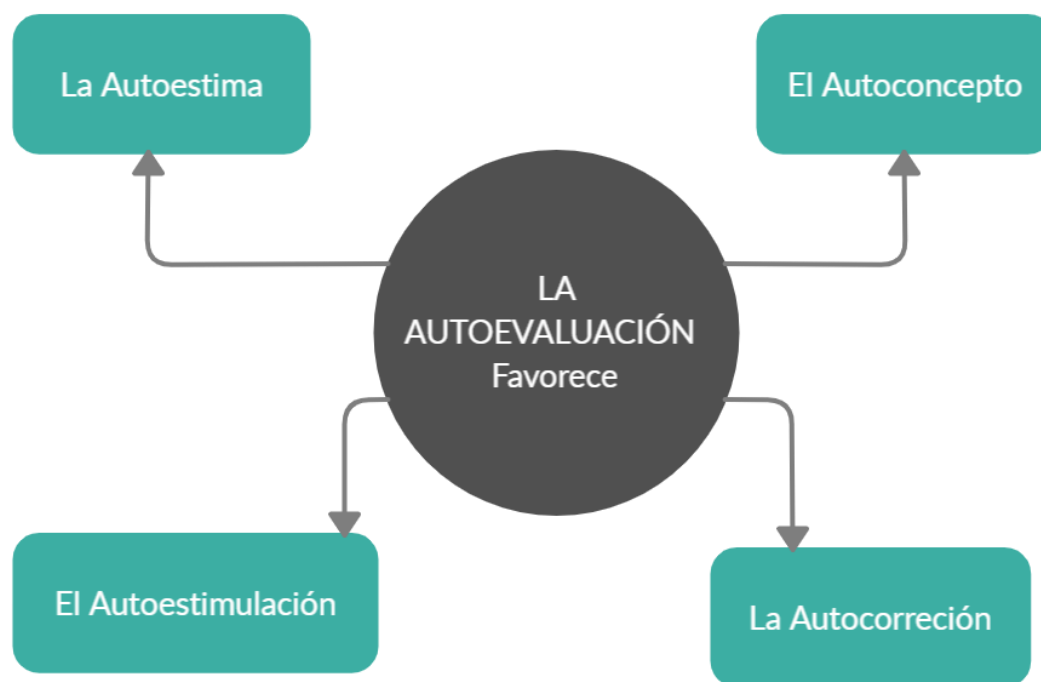 La Autoestima
El Autoconcepto
LA
AUTOEVALUACIÓN
Favorece
El Autoestimulación
La Autocorreción